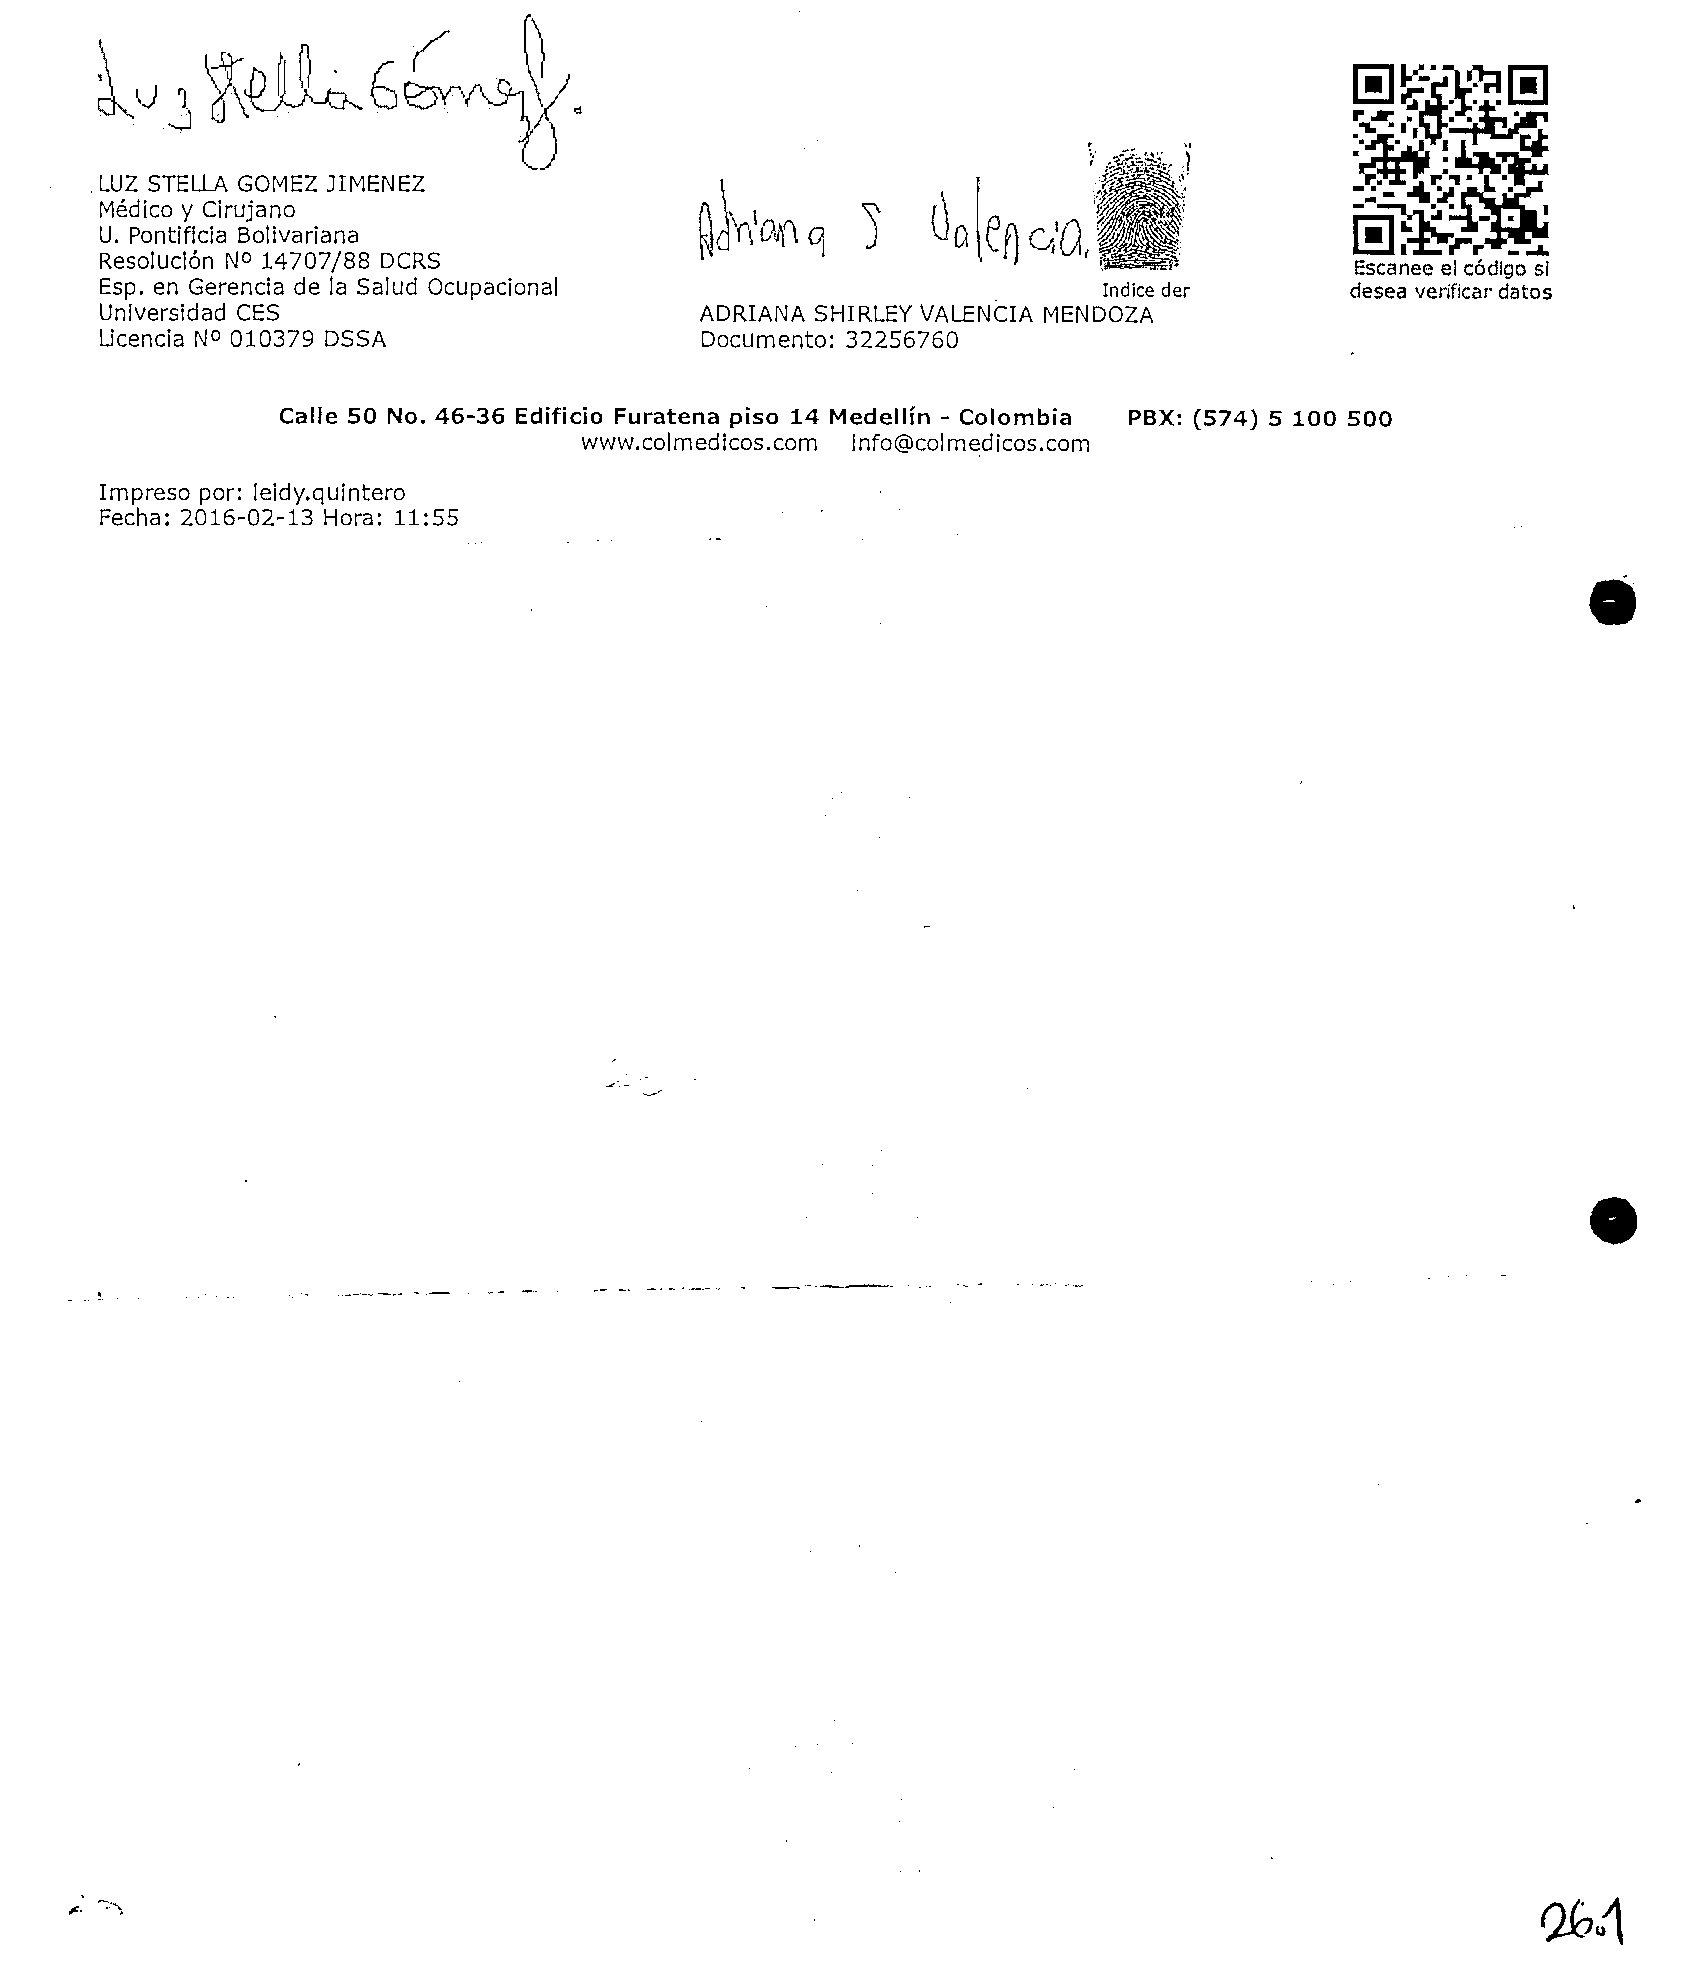 Luz Stella Gómez J.
LUZ STELLA GOMEZ JIMENEZ
Médico y Cirujano
U. Pontificia Bolivariana
Resolución Nº 14707/88 DCRS
Esp. en Gerencia de la Salud Ocupacional
Universidad CES
Licencia Nº 010379 DSSA
Adriana S Valencia.
Indice der
ADRIANA SHIRLEY VALENCIA MENDOZA
Documento: 32256760
Escanee el código si
desea verificar datos
Calle 50 No. 46-36 Edificio Furatena piso 14 Medellín - Colombia PBX: (574) 5 100 500
www.colmedicos.com info@colmedicos.com
Impreso por: leidy.quintero
Fecha: 2016-02-13 Hora: 11:55
26.1